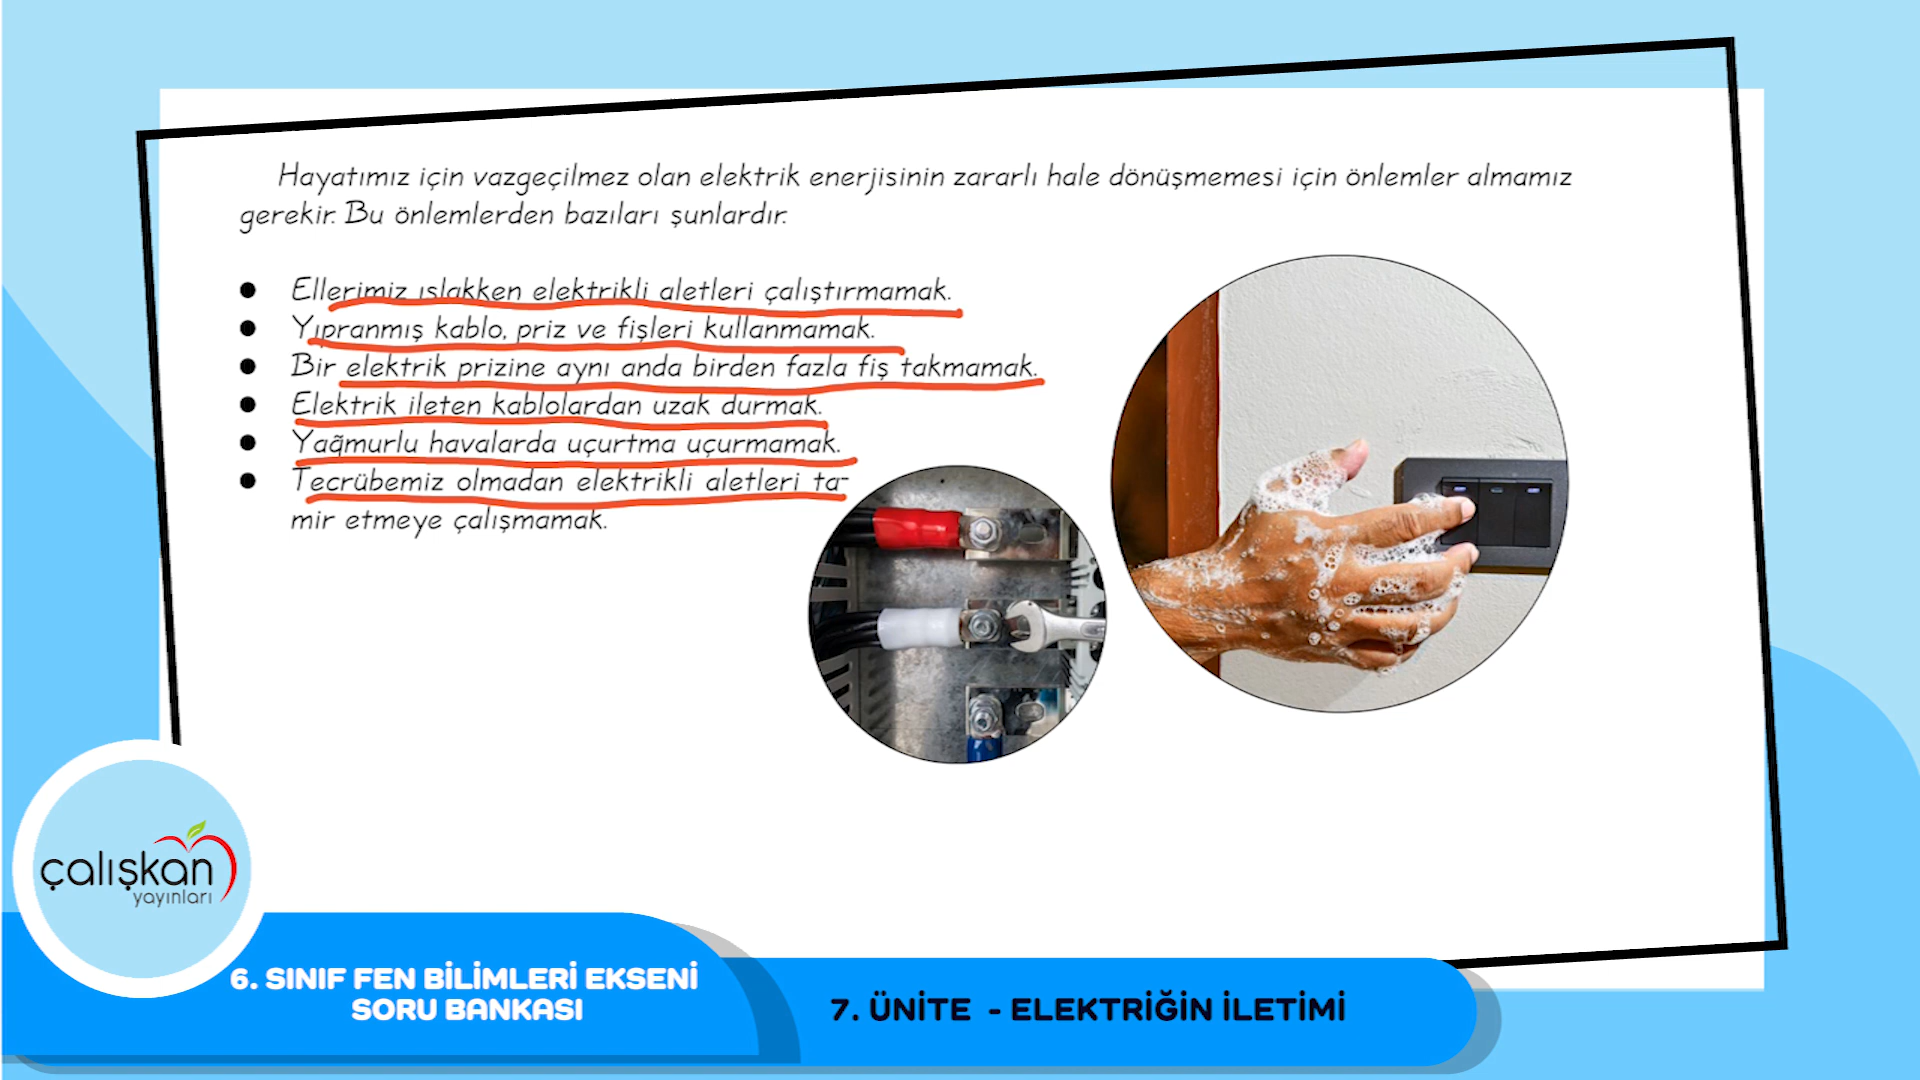 Hayatımız için vazgeçilmez olan elektrik enerjisinin zararlı hale dönüşmemesi için önlemler almamız
gerekir. Bu önlemlerden bazıları şunlardır.
● Ellerimiz ıslakken elektrikli aletleri çalıştırmamak.
● Yıpranmış kablo, priz ve fişleri kullanmamak.
● Bir elektrik prizine aynı anda birden fazla fiş takmamak.
● Elektrik ileten kablolardan uzak durmak.
● Yağmurlu havalarda uçurtma uçurmamak.
● Tecrübemiz olmadan elektrikli aletleri ta-
mir etmeye çalışmamak.
çalışkan
yayınları
6. SINIF FEN BİLİMLERİ EKSENİ
SORU BANKASI
7. ÜNİTE - ELEKTRİĞİN İLETİMİ